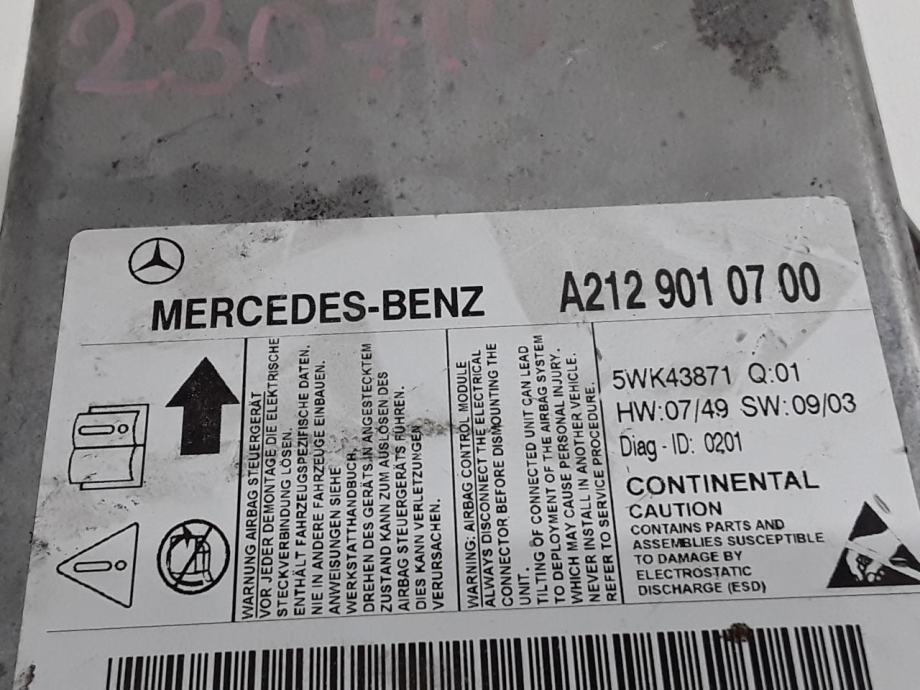 230710
MERCEDES-BENZ
A212 901 07 00
WARNUNG AIRBAG STEUERGERÄT
VOR JEDER DEMONTAGE, DIE ELEKTRISCHE
STECKVERBINDUNG LÖSEN.
ENTHÄLT FAHRZEUGSPEZIFISCHE DATEN.
NIE IN ANDERE FAHRZEUGE EINBAUEN.
ANWEISUNGEN SIEHE
WERKSTATTHANDBUCH.
DREHEN DES GERÄTS IN ANGESTECKTEM
ZUSTAND KANN ZUM AUSLÖSEN DES
AIRBAG STEUERGERÄTS FÜHREN.
DIES KANN VERLETZUNGEN
VERURSACHEN.
WARNING: AIRBAG CONTROL MODULE
ALWAYS DISCONNECT THE ELECTRICAL
CONNECTOR BEFORE DISMOUNTING THE
UNIT.
TILTING OF CONNECTED UNIT CAN LEAD
TO DEPLOYMENT OF THE AIRBAG SYSTEM
WHICH MAY CAUSE PERSONAL INJURY.
NEVER INSTALL IN ANOTHER VEHICLE.
REFER TO SERVICE PROCEDURE.
5WK43871 Q:01
HW:07/49 SW:09/03
Diag-ID: 0201
CONTINENTAL
CAUTION
CONTAINS PARTS AND
ASSEMBLIES SUSCEPTIBLE
TO DAMAGE BY
ELECTROSTATIC
DISCHARGE (ESD)